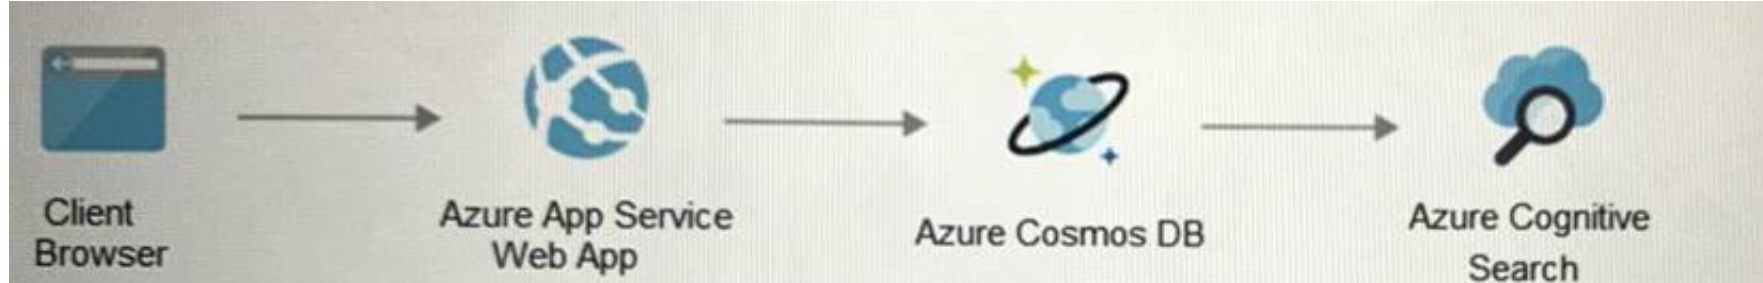 Client
Browser
Azure App Service
Web App
Azure Cosmos DB
Azure Cognitive
Search